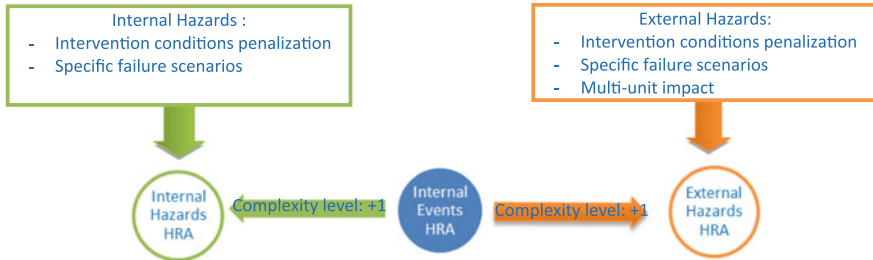 Internal Hazards :
- Intervention conditions penalization
- Specific failure scenarios
External Hazards:
- Intervention conditions penalization
- Specific failure scenarios
- Multi-unit impact
Internal
Hazards
HRA
Complexity level: +1
Internal
Events
HRA
Complexity level: +1
External
Hazards
HRA